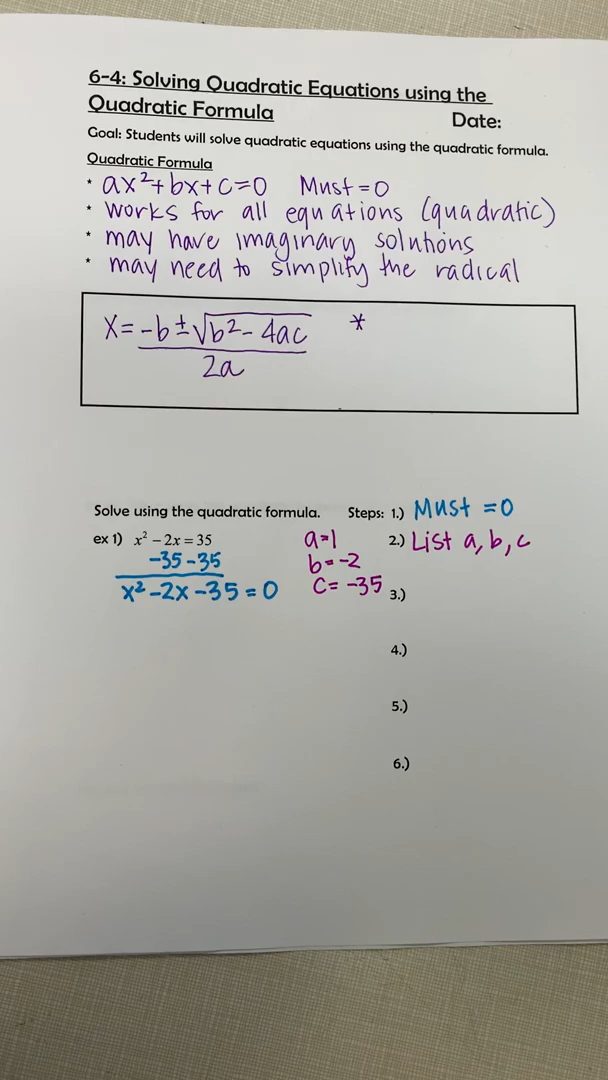 6-4: Solving Quadratic Equations using the
Quadratic Formula Date:
Goal: Students will solve quadratic equations using the quadratic formula.
Quadratic Formula
* ax²+bx+c=0 Must=0
* works for all equations (quadratic)
* may have imaginary solutions
* may need to simplify the radical
X= -b±√b²-4ac *
2a
Solve using the quadratic formula. Steps: 1.) Must =0
ex 1) x² – 2x = 35 a=1 2.) List a, b, c
-35 -35 b=-2
x²-2x-35=0 c= -35 3.)
4.)
5.)
6.)